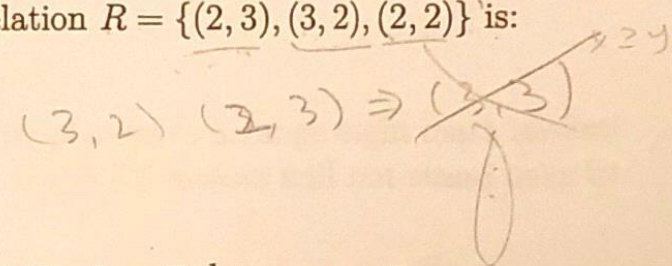 lation R = {(2, 3), (3, 2), (2, 2)} is:
(3, 2) (2, 3) ⇒ (3, 3)